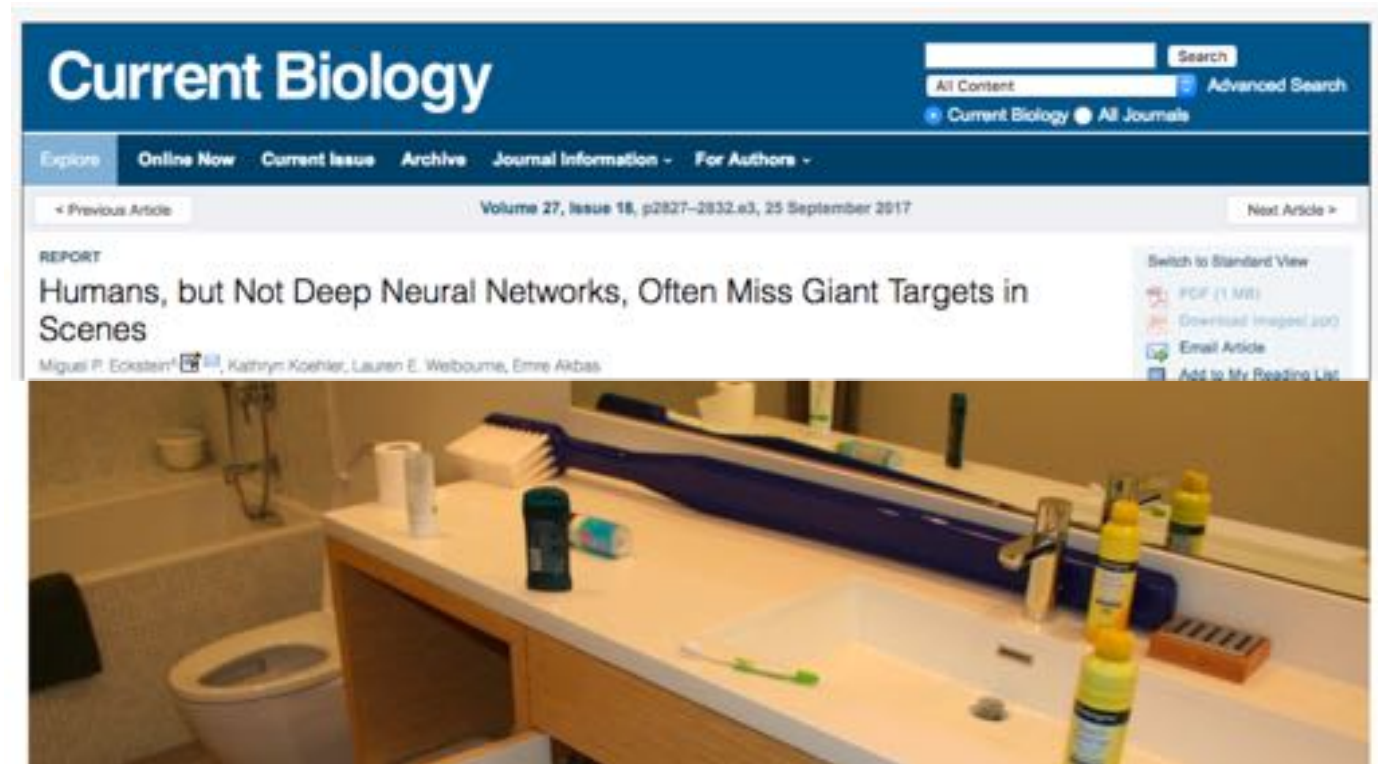 Current Biology
Search
All Content
Advanced Search
Current Biology All Journals
Explore Online Now Current Issue Archive Journal Information For Authors
< Previous Article
Volume 27, Issue 18, p2827–2832.e3, 25 September 2017
Next Article >
REPORT
Humans, but Not Deep Neural Networks, Often Miss Giant Targets in
Scenes
Miguel P. Eckstein, Kathryn Koehler, Lauren E. Welbourne, Emre Akbas
Switch to Standard View
PDF (1 MB)
Download Images(.ppt)
Email Article
Add to My Reading List